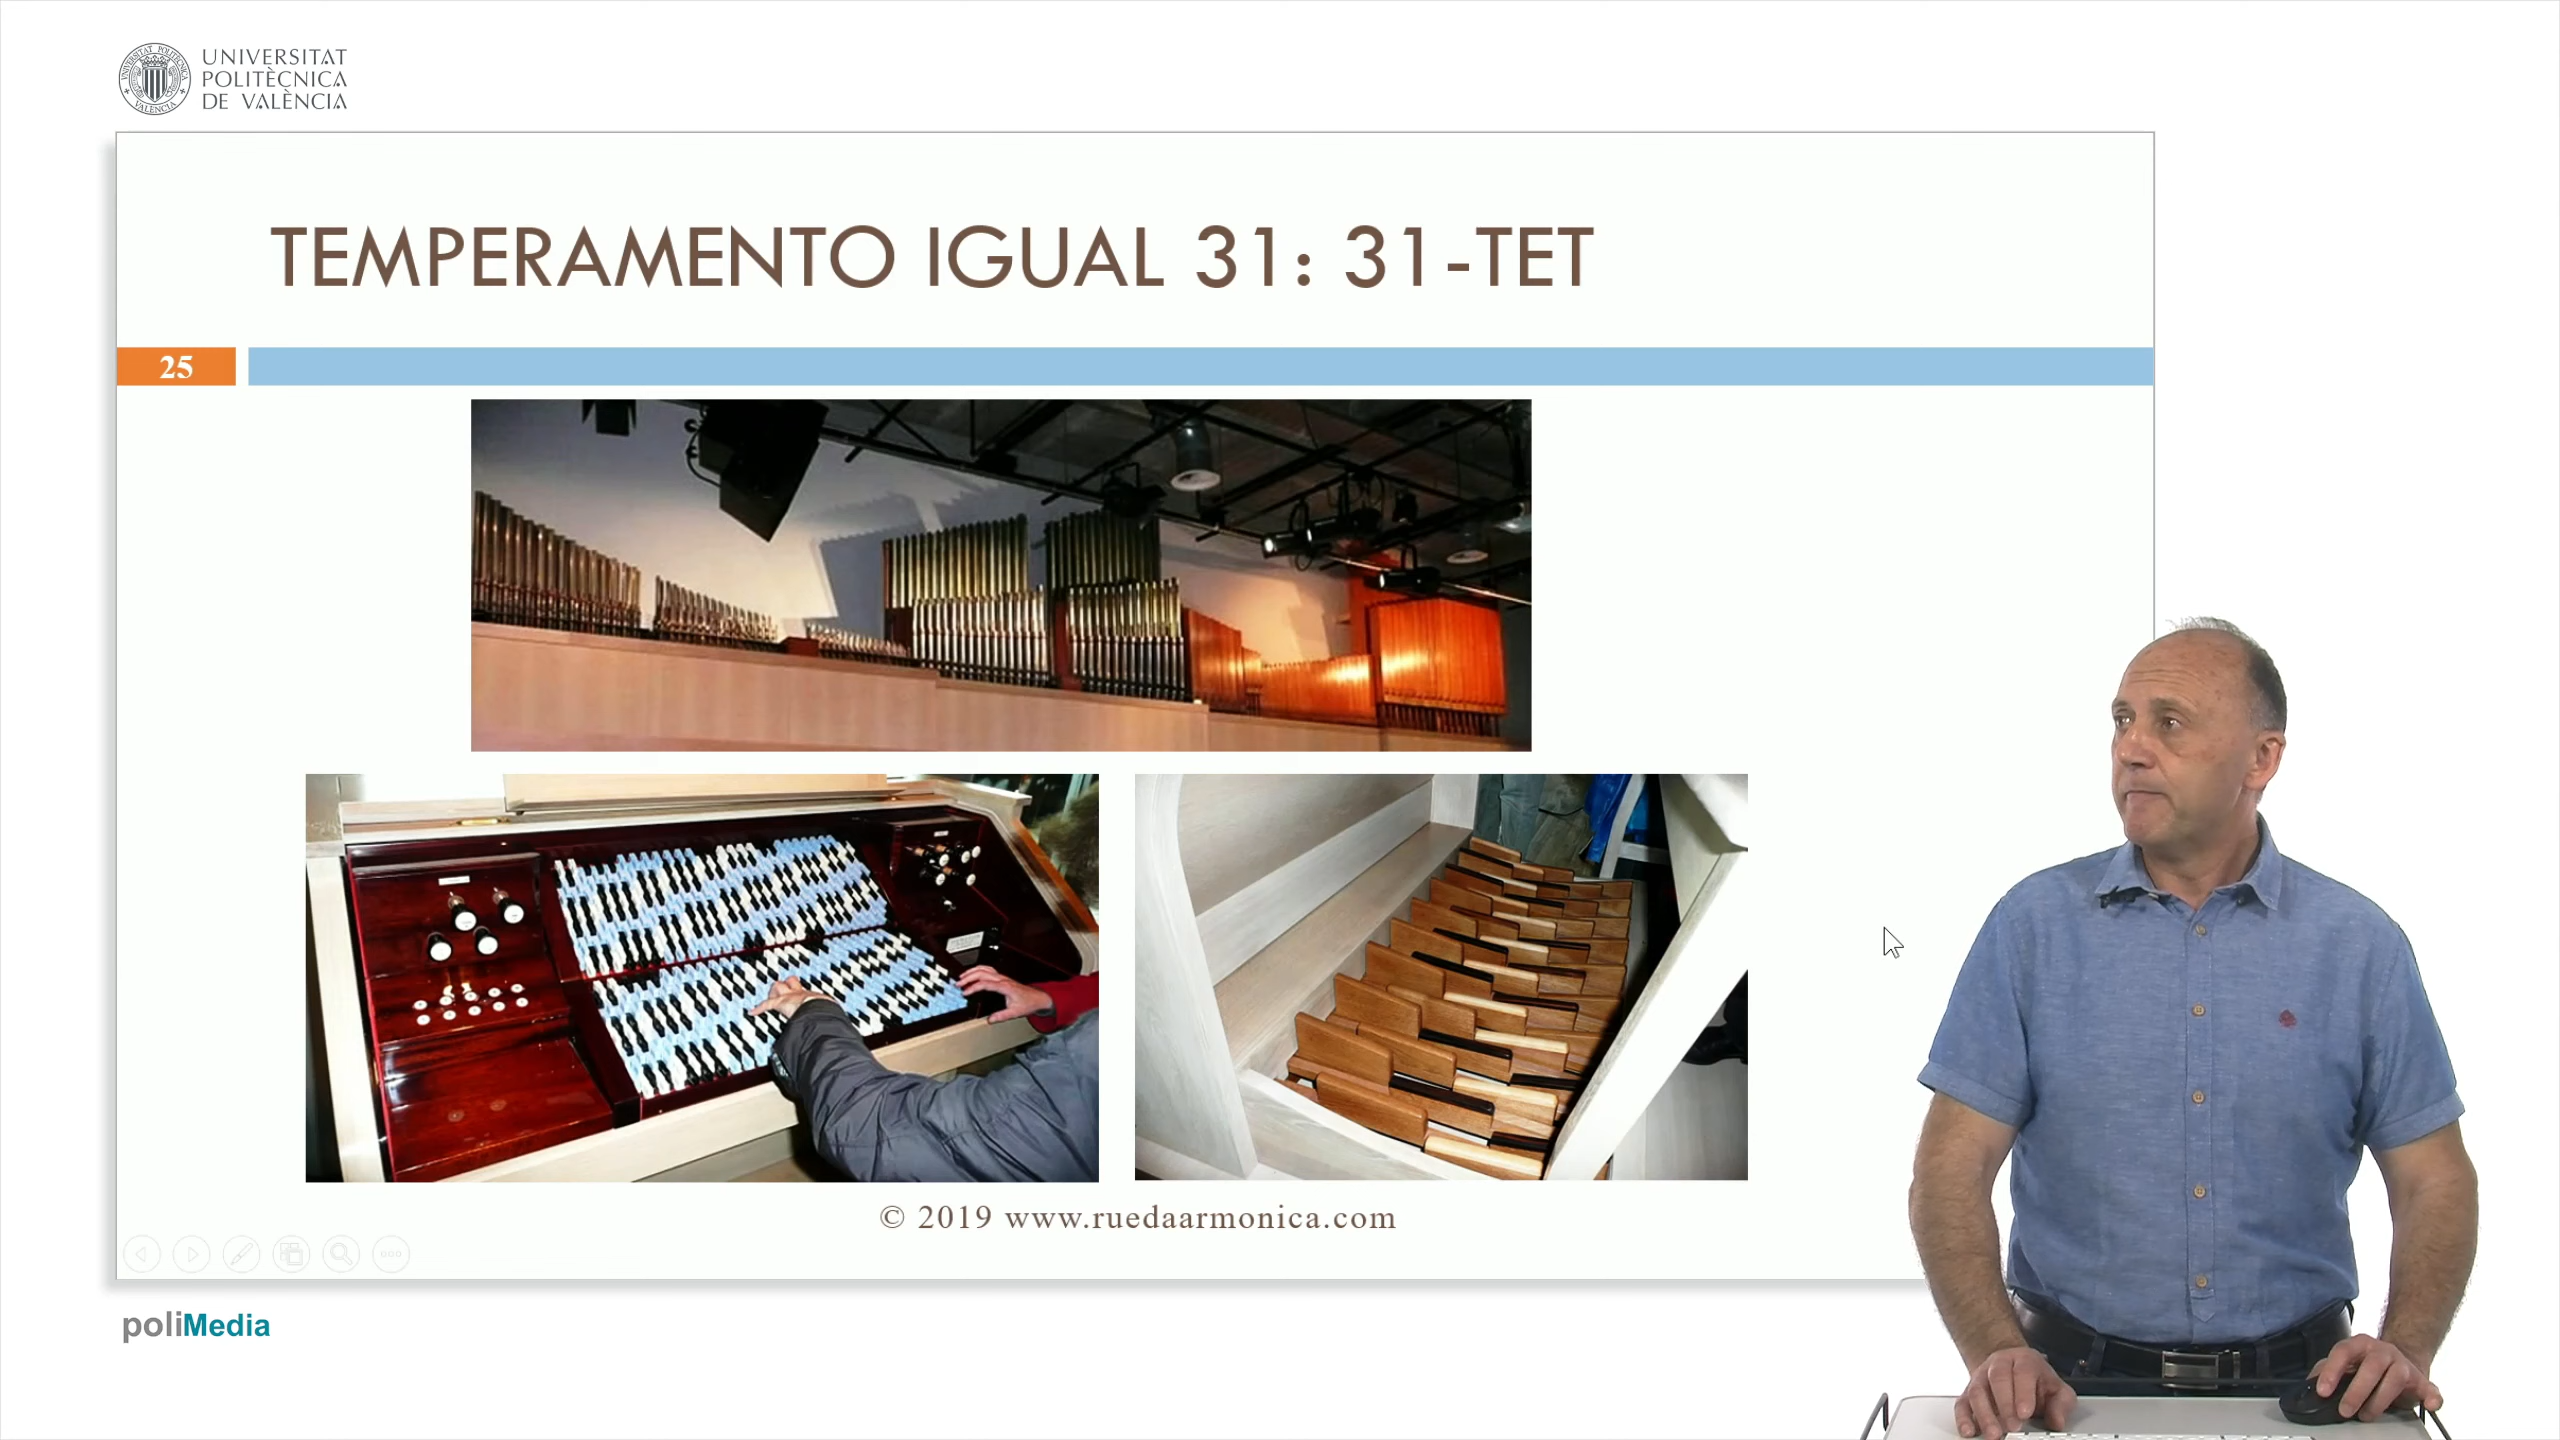 UNIVERSITAT
POLITÈCNICA
DE VALÈNCIA
TEMPERAMENTO IGUAL 31: 31-TET
25
© 2019 www.ruedaarmonica.com
poliMedia